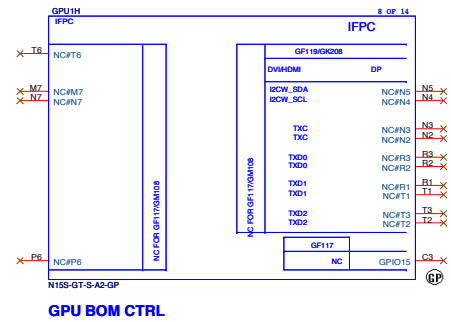 GPU1H
8 OF 14
IFPC
IFPC
GF119/GK208
DVI/HDMI DP
T6 NC#T6
M7 NC#M7
N7 NC#N7
P6 NC#P6
NC FOR GF117/GM108
NC FOR GF117/GM108
I2CW_SDA NC#N5 N5
I2CW_SCL NC#N4 N4
TXC NC#N3 N3
TXC NC#N2 N2
TXD0 NC#R3 R3
TXD0 NC#R2 R2
TXD1 NC#R1 R1
TXD1 NC#T1 T1
TXD2 NC#T3 T3
TXD2 NC#T2 T2
GF117
NC GPIO15 C3
GP
N15S-GT-S-A2-GP
GPU BOM CTRL